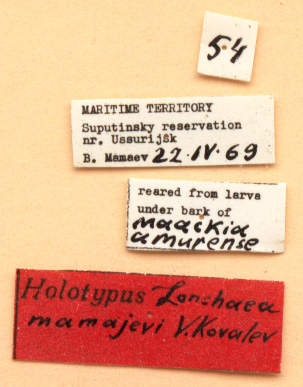 54
MARITIME TERRITORY
Suputinsky reservation
nr. Ussurijsk
B. Mamaev 22.IV.69
reared from larva
under bark of
Maackia
amurense
Holotypus Lonchaea
mamajevi V. Kovalev